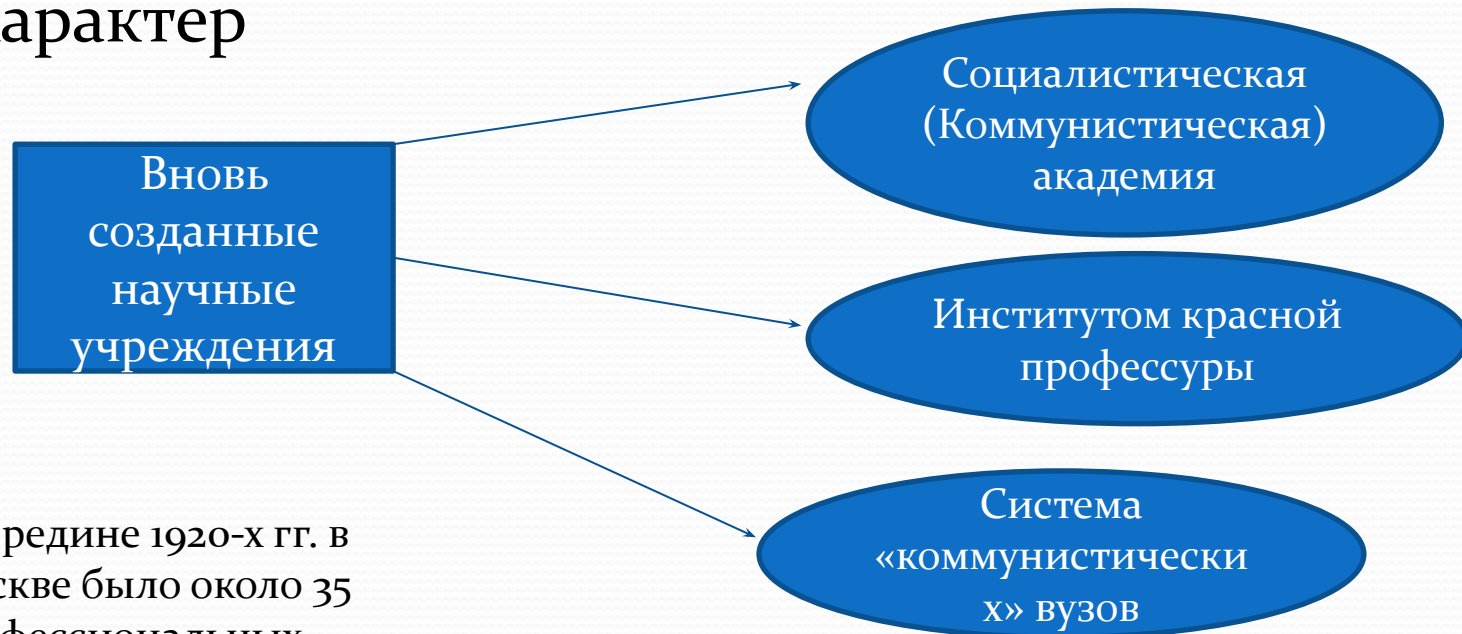 характер
Вновь
созданные
научные
учреждения
Социалистическая
(Коммунистическая)
академия
Институтом красной
профессуры
Система
«коммунистически
х» вузов
редине 1920-х гг. в
скве было около 35